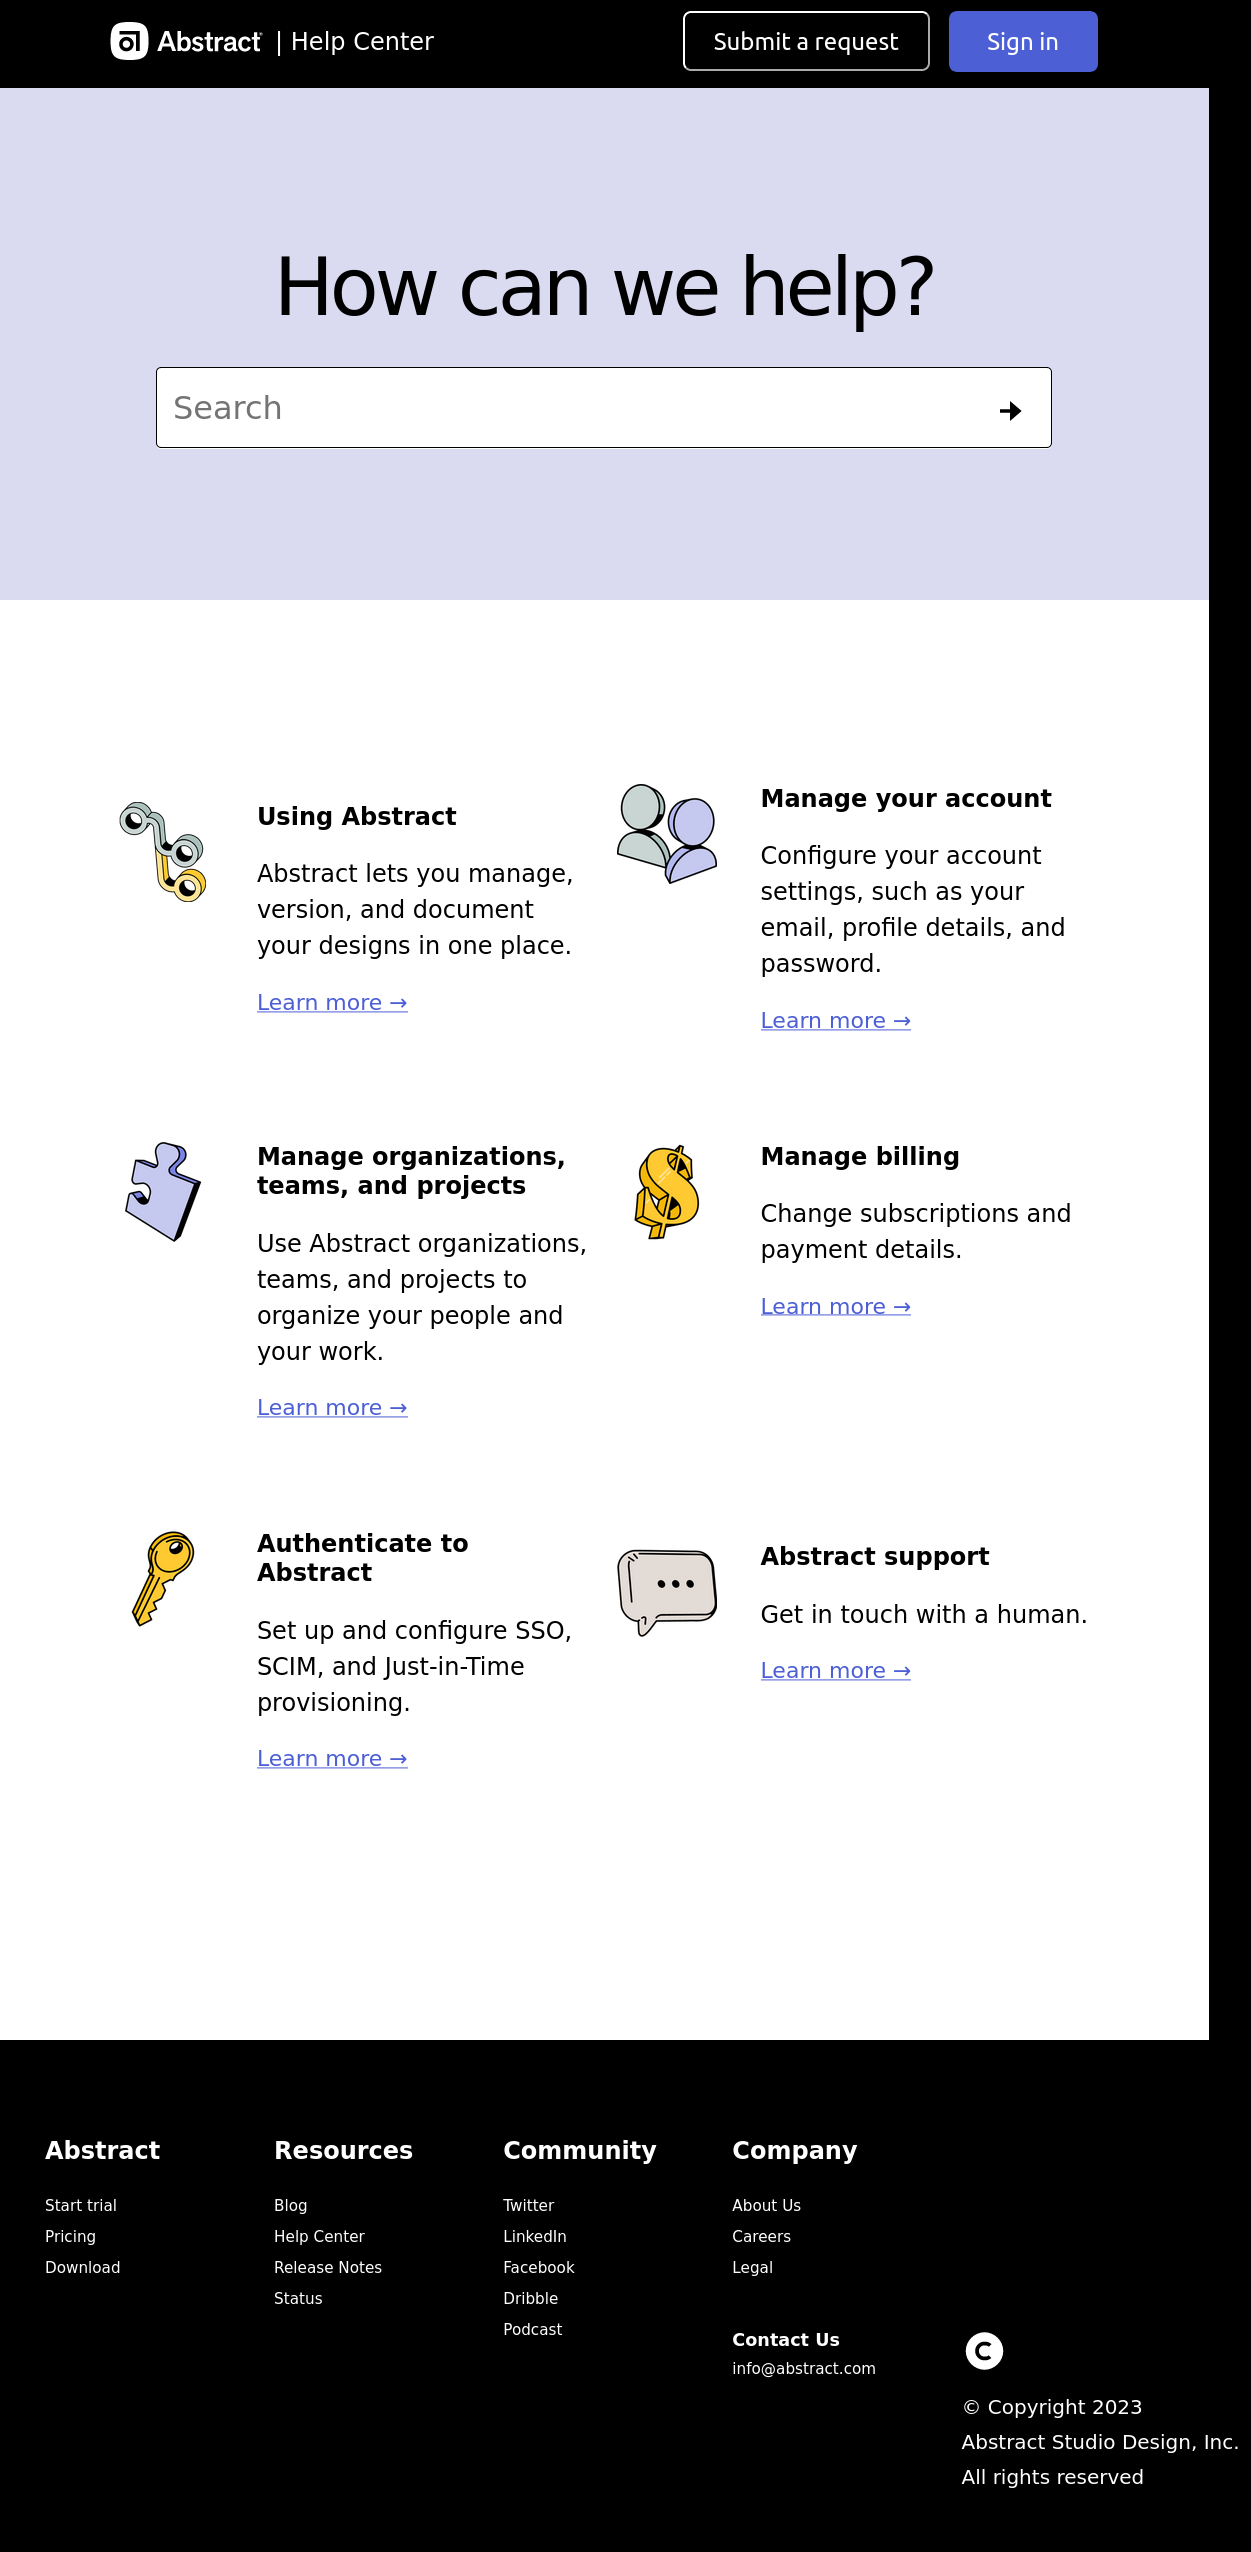 Abstract | Help Center
Submit a request
Sign in
How can we help?
Search
Using Abstract
Abstract lets you manage,
version, and document
your designs in one place.
Learn more →
Manage your account
Configure your account
settings, such as your
email, profile details, and
password.
Learn more →
Manage organizations,
teams, and projects
Use Abstract organizations,
teams, and projects to
organize your people and
your work.
Learn more →
Manage billing
Change subscriptions and
payment details.
Learn more →
Authenticate to
Abstract
Set up and configure SSO,
SCIM, and Just-in-Time
provisioning.
Learn more →
Abstract support
Get in touch with a human.
Learn more →
Abstract
Start trial
Pricing
Download
Resources
Blog
Help Center
Release Notes
Status
Community
Twitter
LinkedIn
Facebook
Dribble
Podcast
Company
About Us
Careers
Legal
Contact Us
info@abstract.com
© Copyright 2023
Abstract Studio Design, Inc.
All rights reserved